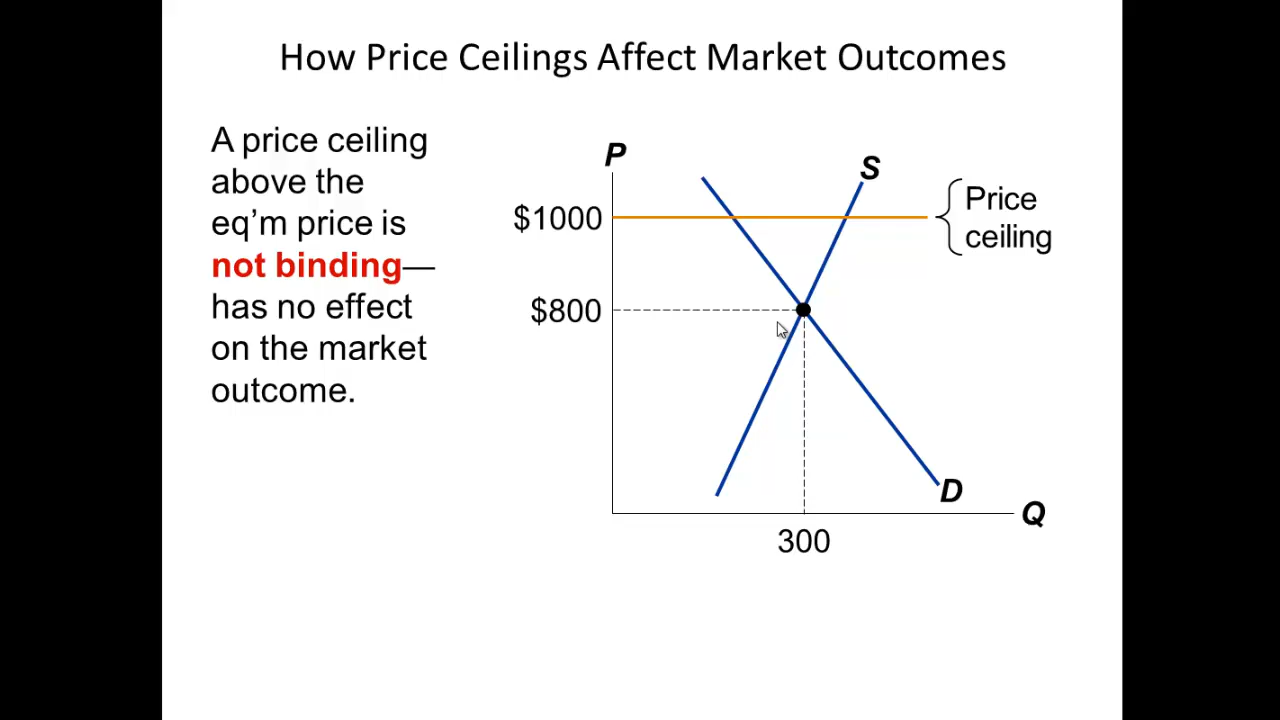 How Price Ceilings Affect Market Outcomes
A price ceiling
above the
eq’m price is
not binding—
has no effect
on the market
outcome.
P
S
$1000
Price
ceiling
$800
D
Q
300